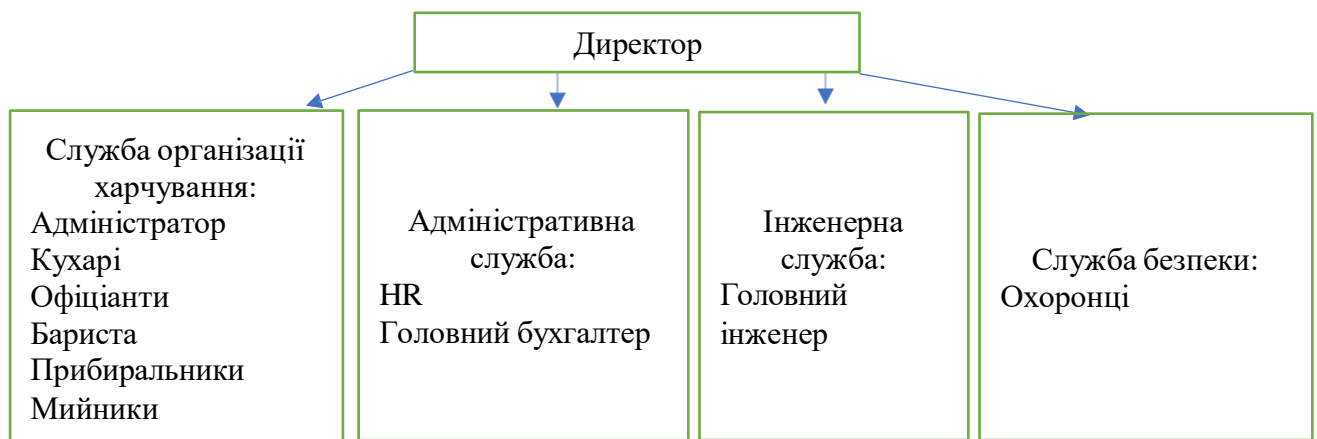 Директор
Служба організації
харчування:
Адміністратор
Кухарі
Офіціанти
Бариста
Прибиральники
Мийники
Адміністративна
служба:
HR
Головний бухгалтер
Інженерна
служба:
Головний
інженер
Служба безпеки:
Охоронці